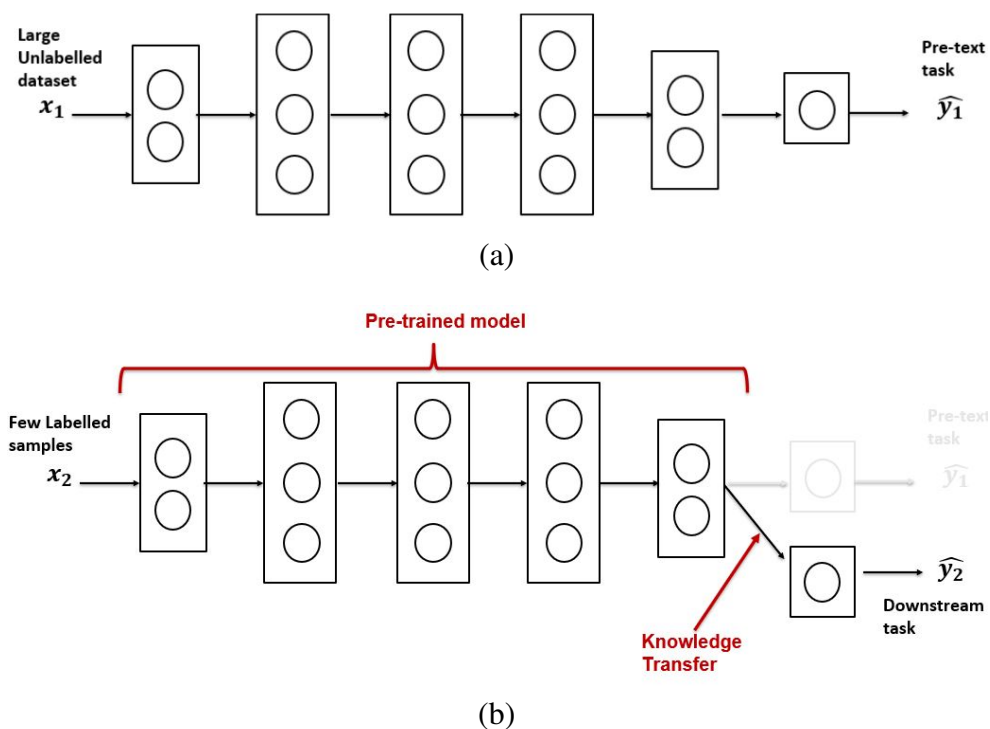 Large
Unlabelled
dataset
x₁
Pre-text
task
ŷ₁
(a)
Pre-trained model
Few Labelled
samples
x₂
Pre-text
task
ŷ₁
ŷ₂
Downstream
task
Knowledge
Transfer
(b)